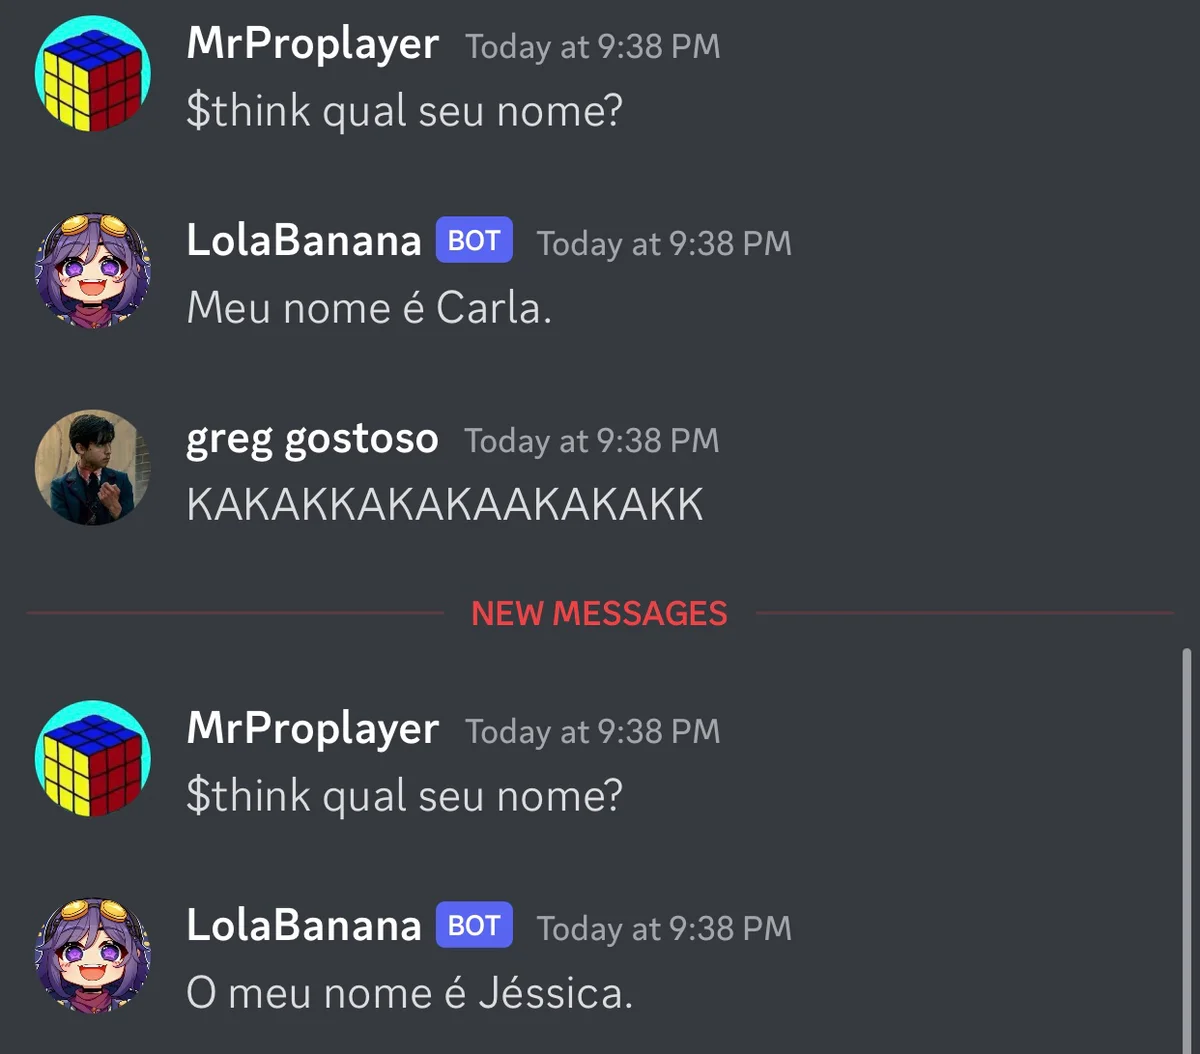 MrProplayer Today at 9:38 PM
$think qual seu nome?
LolaBanana BOT Today at 9:38 PM
Meu nome é Carla.
greg gostoso Today at 9:38 PM
KAKAKKAKAKAAKAKAKK
NEW MESSAGES
MrProplayer Today at 9:38 PM
$think qual seu nome?
LolaBanana BOT Today at 9:38 PM
O meu nome é Jéssica.